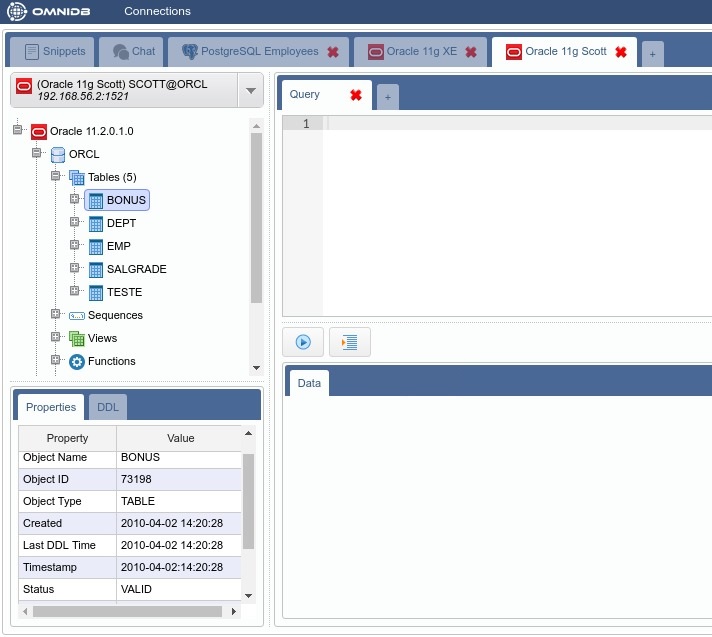 OMNIDB Connections
Snippets Chat PostgreSQL Employees Oracle 11g XE Oracle 11g Scott +
(Oracle 11g Scott) SCOTT@ORCL
192.168.56.2:1521
Query +
1
Oracle 11.2.0.1.0
ORCL
Tables (5)
BONUS
DEPT
EMP
SALGRADE
TESTE
Sequences
Views
Functions
Data
Properties DDL
Property Value
Object Name BONUS
Object ID 73198
Object Type TABLE
Created 2010-04-02 14:20:28
Last DDL Time 2010-04-02 14:20:28
Timestamp 2010-04-02:14:20:28
Status VALID